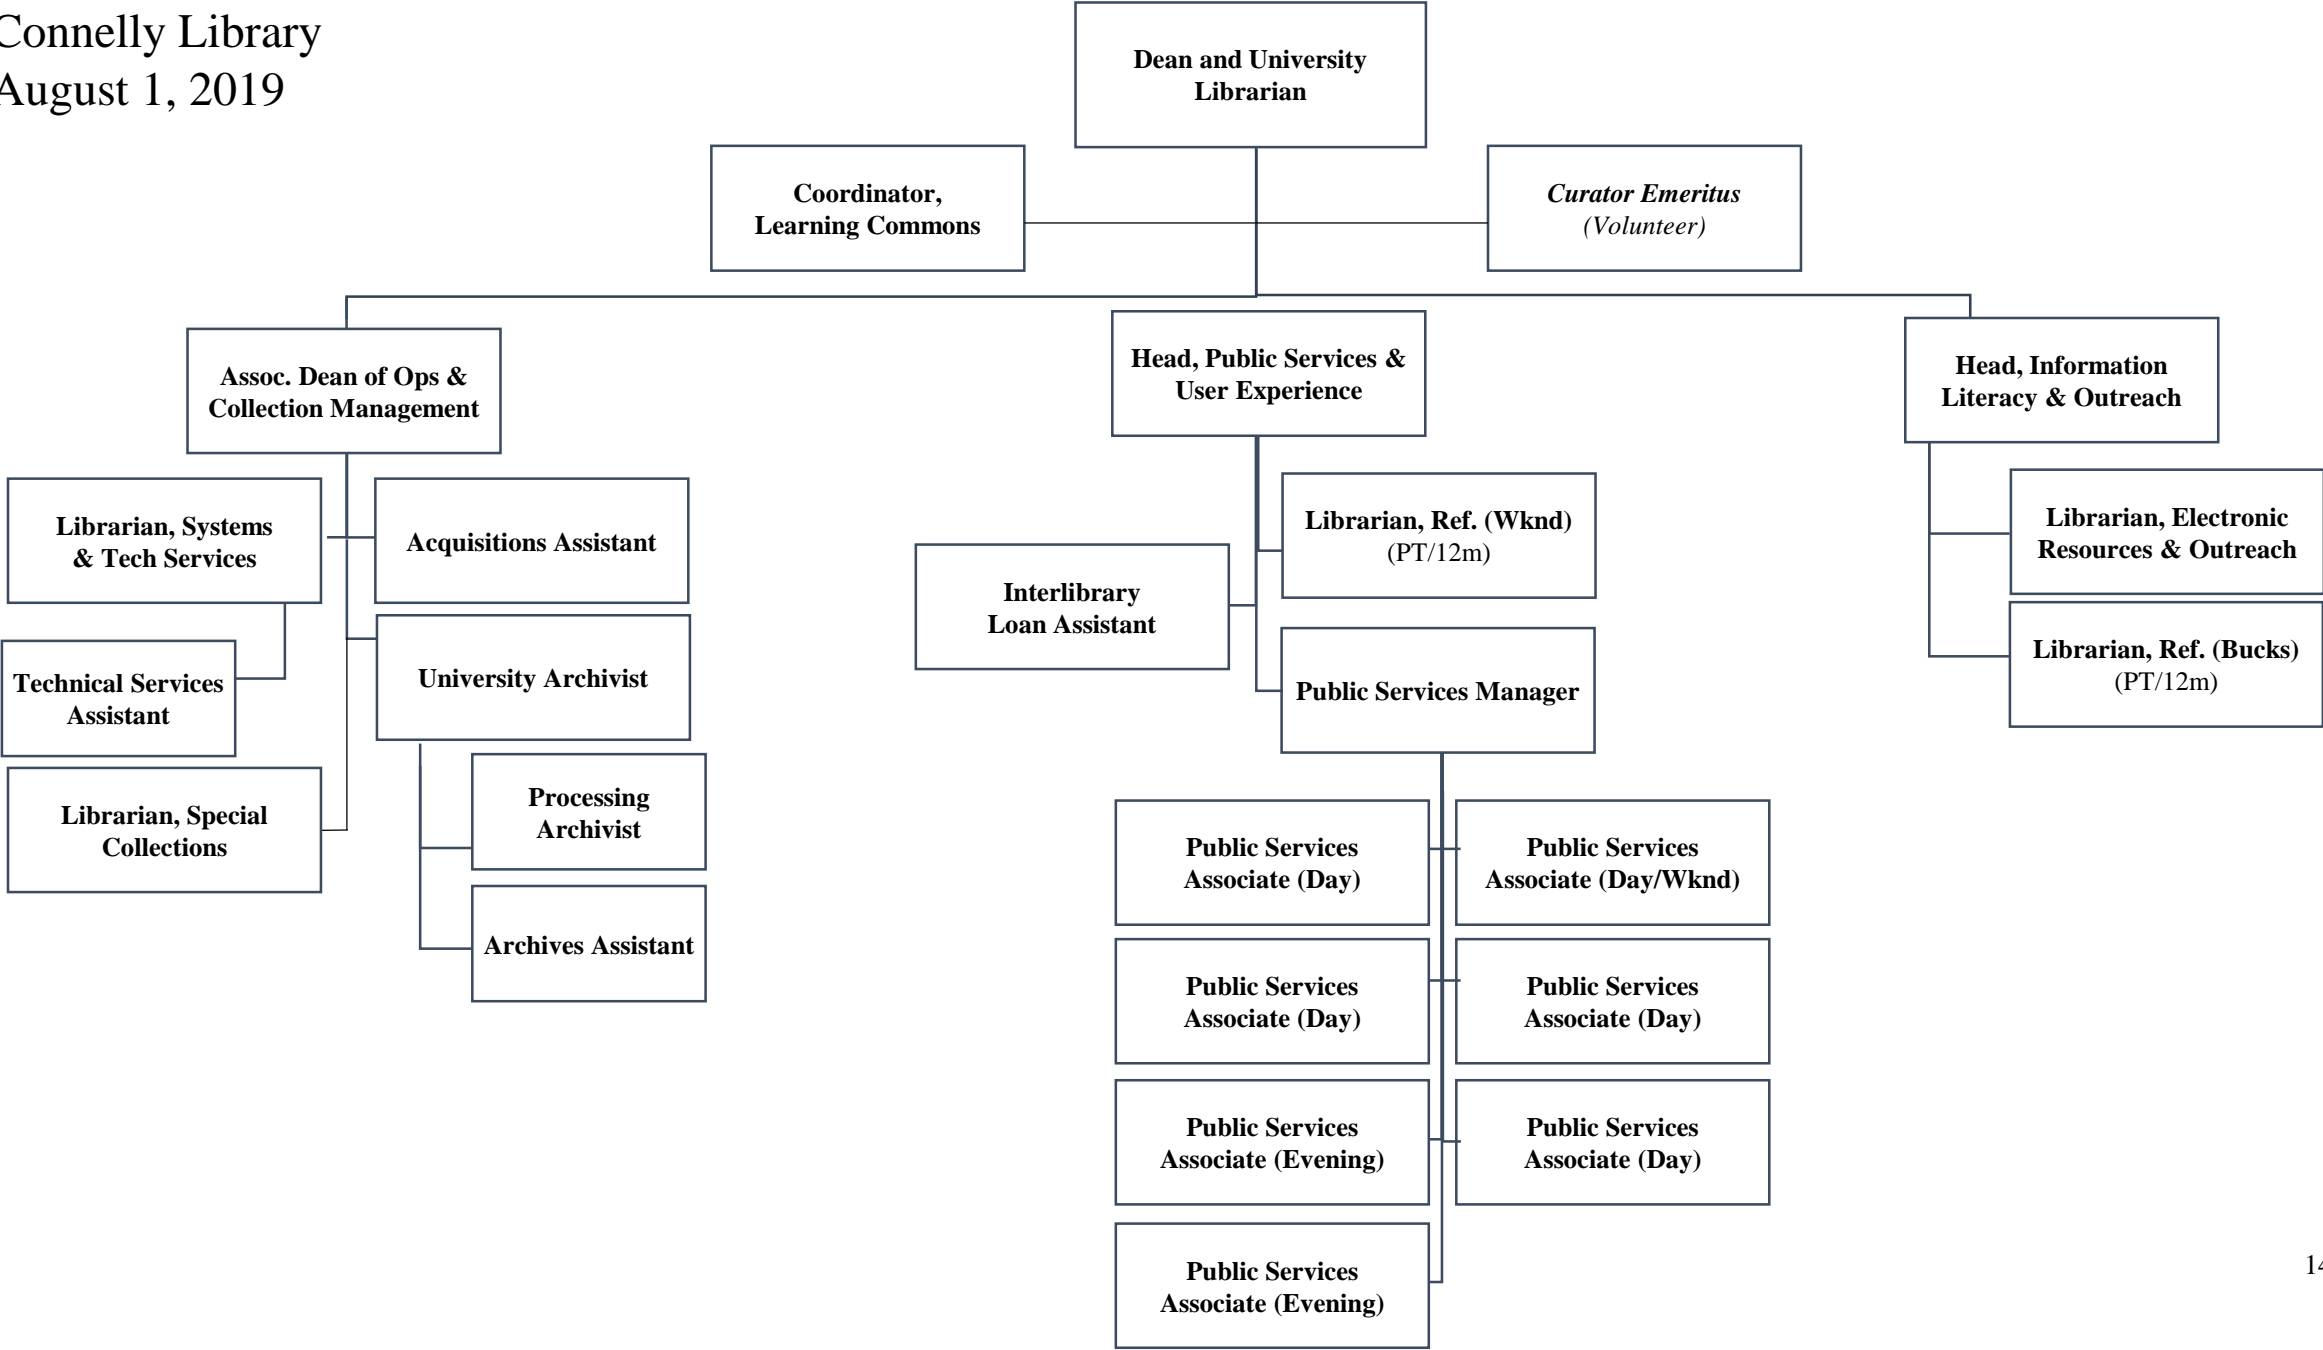 Connelly Library
August 1, 2019
Dean and University
Librarian
Coordinator,
Learning Commons
Curator Emeritus
(Volunteer)
Assoc. Dean of Ops &
Collection Management
Head, Public Services &
User Experience
Head, Information
Literacy & Outreach
Librarian, Systems
& Tech Services
Acquisitions Assistant
Technical Services
Assistant
University Archivist
Librarian, Special
Collections
Processing
Archivist
Archives Assistant
Librarian, Ref. (Wknd)
(PT/12m)
Interlibrary
Loan Assistant
Public Services Manager
Public Services
Associate (Day)
Public Services
Associate (Day/Wknd)
Public Services
Associate (Day)
Public Services
Associate (Day)
Public Services
Associate (Evening)
Public Services
Associate (Day)
Public Services
Associate (Evening)
Librarian, Electronic
Resources & Outreach
Librarian, Ref. (Bucks)
(PT/12m)
14